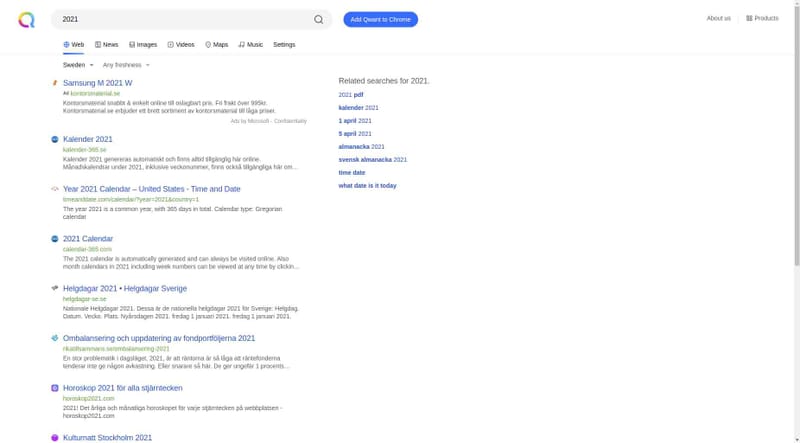 2021
Add Qwant to Chrome
About us
Products
Web
News
Images
Videos
Maps
Music
Settings
Sweden
Any freshness
Samsung M 2021 W
Ad kontorsmaterial.se
Kontorsmaterial snabbt & enkelt online till oslagbart pris. Fri frakt över 995kr.
Kontorsmaterial.se erbjuder ett brett sortiment av kontorsmaterial till låga priser.
Ads by Microsoft - Confidentiality
Kalender 2021
kalender-365.se
Kalender 2021 genereras automatiskt och finns alltid tillgänglig här online.
Månadskalendrar under 2021, inklusive veckonummer, finns också tillgängliga här om...
Year 2021 Calendar – United States - Time and Date
timeanddate.com/calendar/?year=2021&country=1
The year 2021 is a common year, with 365 days in total. Calendar type: Gregorian
calendar
2021 Calendar
calendar-365.com
The 2021 calendar is automatically generated and can always be visited online. Also
month calendars in 2021 including week numbers can be viewed at any time by clickin...
Helgdagar 2021 • Helgdagar Sverige
helgdagar-se.se
Nationale Helgdagar 2021. Dessa är de nationella helgdagar 2021 för Sverige: Helgdag.
Datum. Vecko. Plats. Nyårsdagen 2021. fredag 1 januari 2021. fredag 1 januari 2021.
Ombalansering och uppdatering av fondportföljerna 2021
rikatillsammans.se/ombalansering-2021
En stor problematik i dagsläget, 2021, är att räntorna är så låga att räntefonderna
tenderar inte ge någon avkastning. Eller snarare så här. De ger ungefär 1 procents...
Horoskop 2021 för alla stjärntecken
horoskop2021.com
2021! Det årliga och månatliga horoskopet för varje stjärntecken på webbplatsen -
horoskop2021.com
Kulturnatt Stockholm 2021
Related searches for 2021.
2021 pdf
kalender 2021
1 april 2021
5 april 2021
almanacka 2021
svensk almanacka 2021
time date
what date is it today